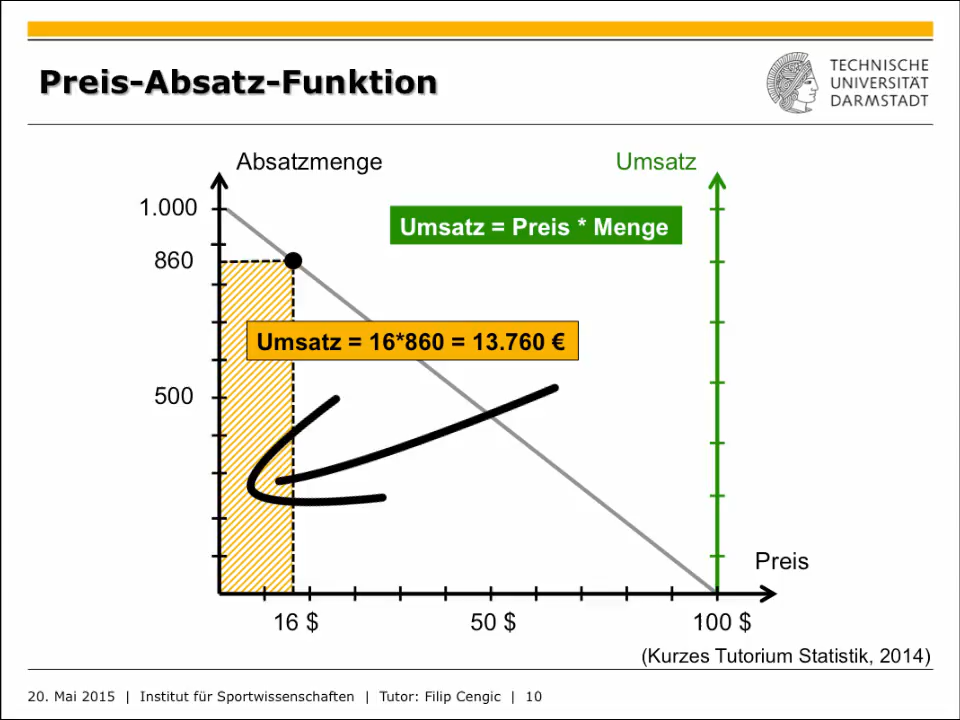 Preis-Absatz-Funktion
TECHNISCHE
UNIVERSITÄT
DARMSTADT
Absatzmenge
Umsatz
1.000
Umsatz = Preis * Menge
860
Umsatz = 16*860 = 13.760 €
500
Preis
16 $
50 $
100 $
(Kurzes Tutorium Statistik, 2014)
20. Mai 2015 | Institut für Sportwissenschaften | Tutor: Filip Cengic | 10